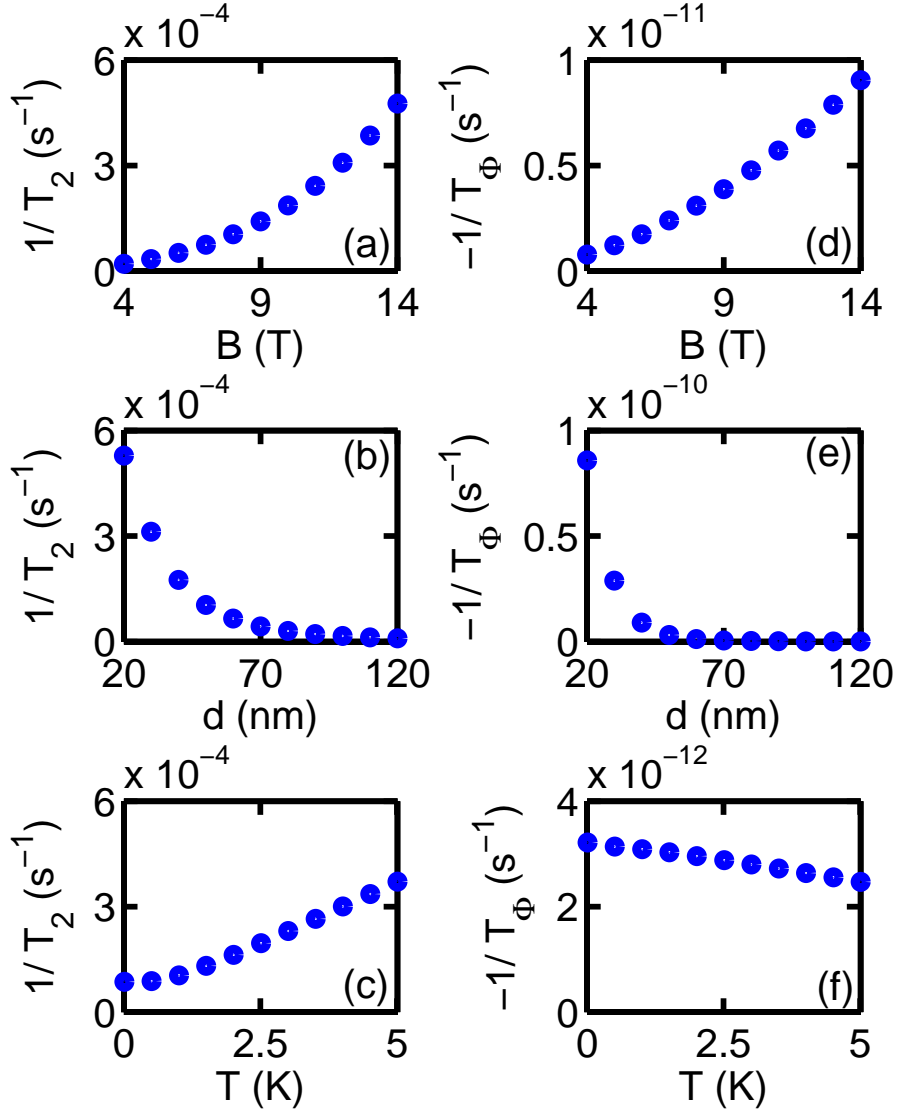 x 10⁻⁴
6
3
0
1/ T₂ (s⁻¹)
(a)
4 9 14
B (T)
x 10⁻¹¹
1
0.5
0
−1/ T_Φ (s⁻¹)
(d)
4 9 14
B (T)
x 10⁻⁴
6
3
0
1/ T₂ (s⁻¹)
(b)
20 70 120
d (nm)
x 10⁻¹⁰
1
0.5
0
−1/ T_Φ (s⁻¹)
(e)
20 70 120
d (nm)
x 10⁻⁴
6
3
0
1/ T₂ (s⁻¹)
(c)
0 2.5 5
T (K)
x 10⁻¹²
4
2
0
−1/ T_Φ (s⁻¹)
(f)
0 2.5 5
T (K)